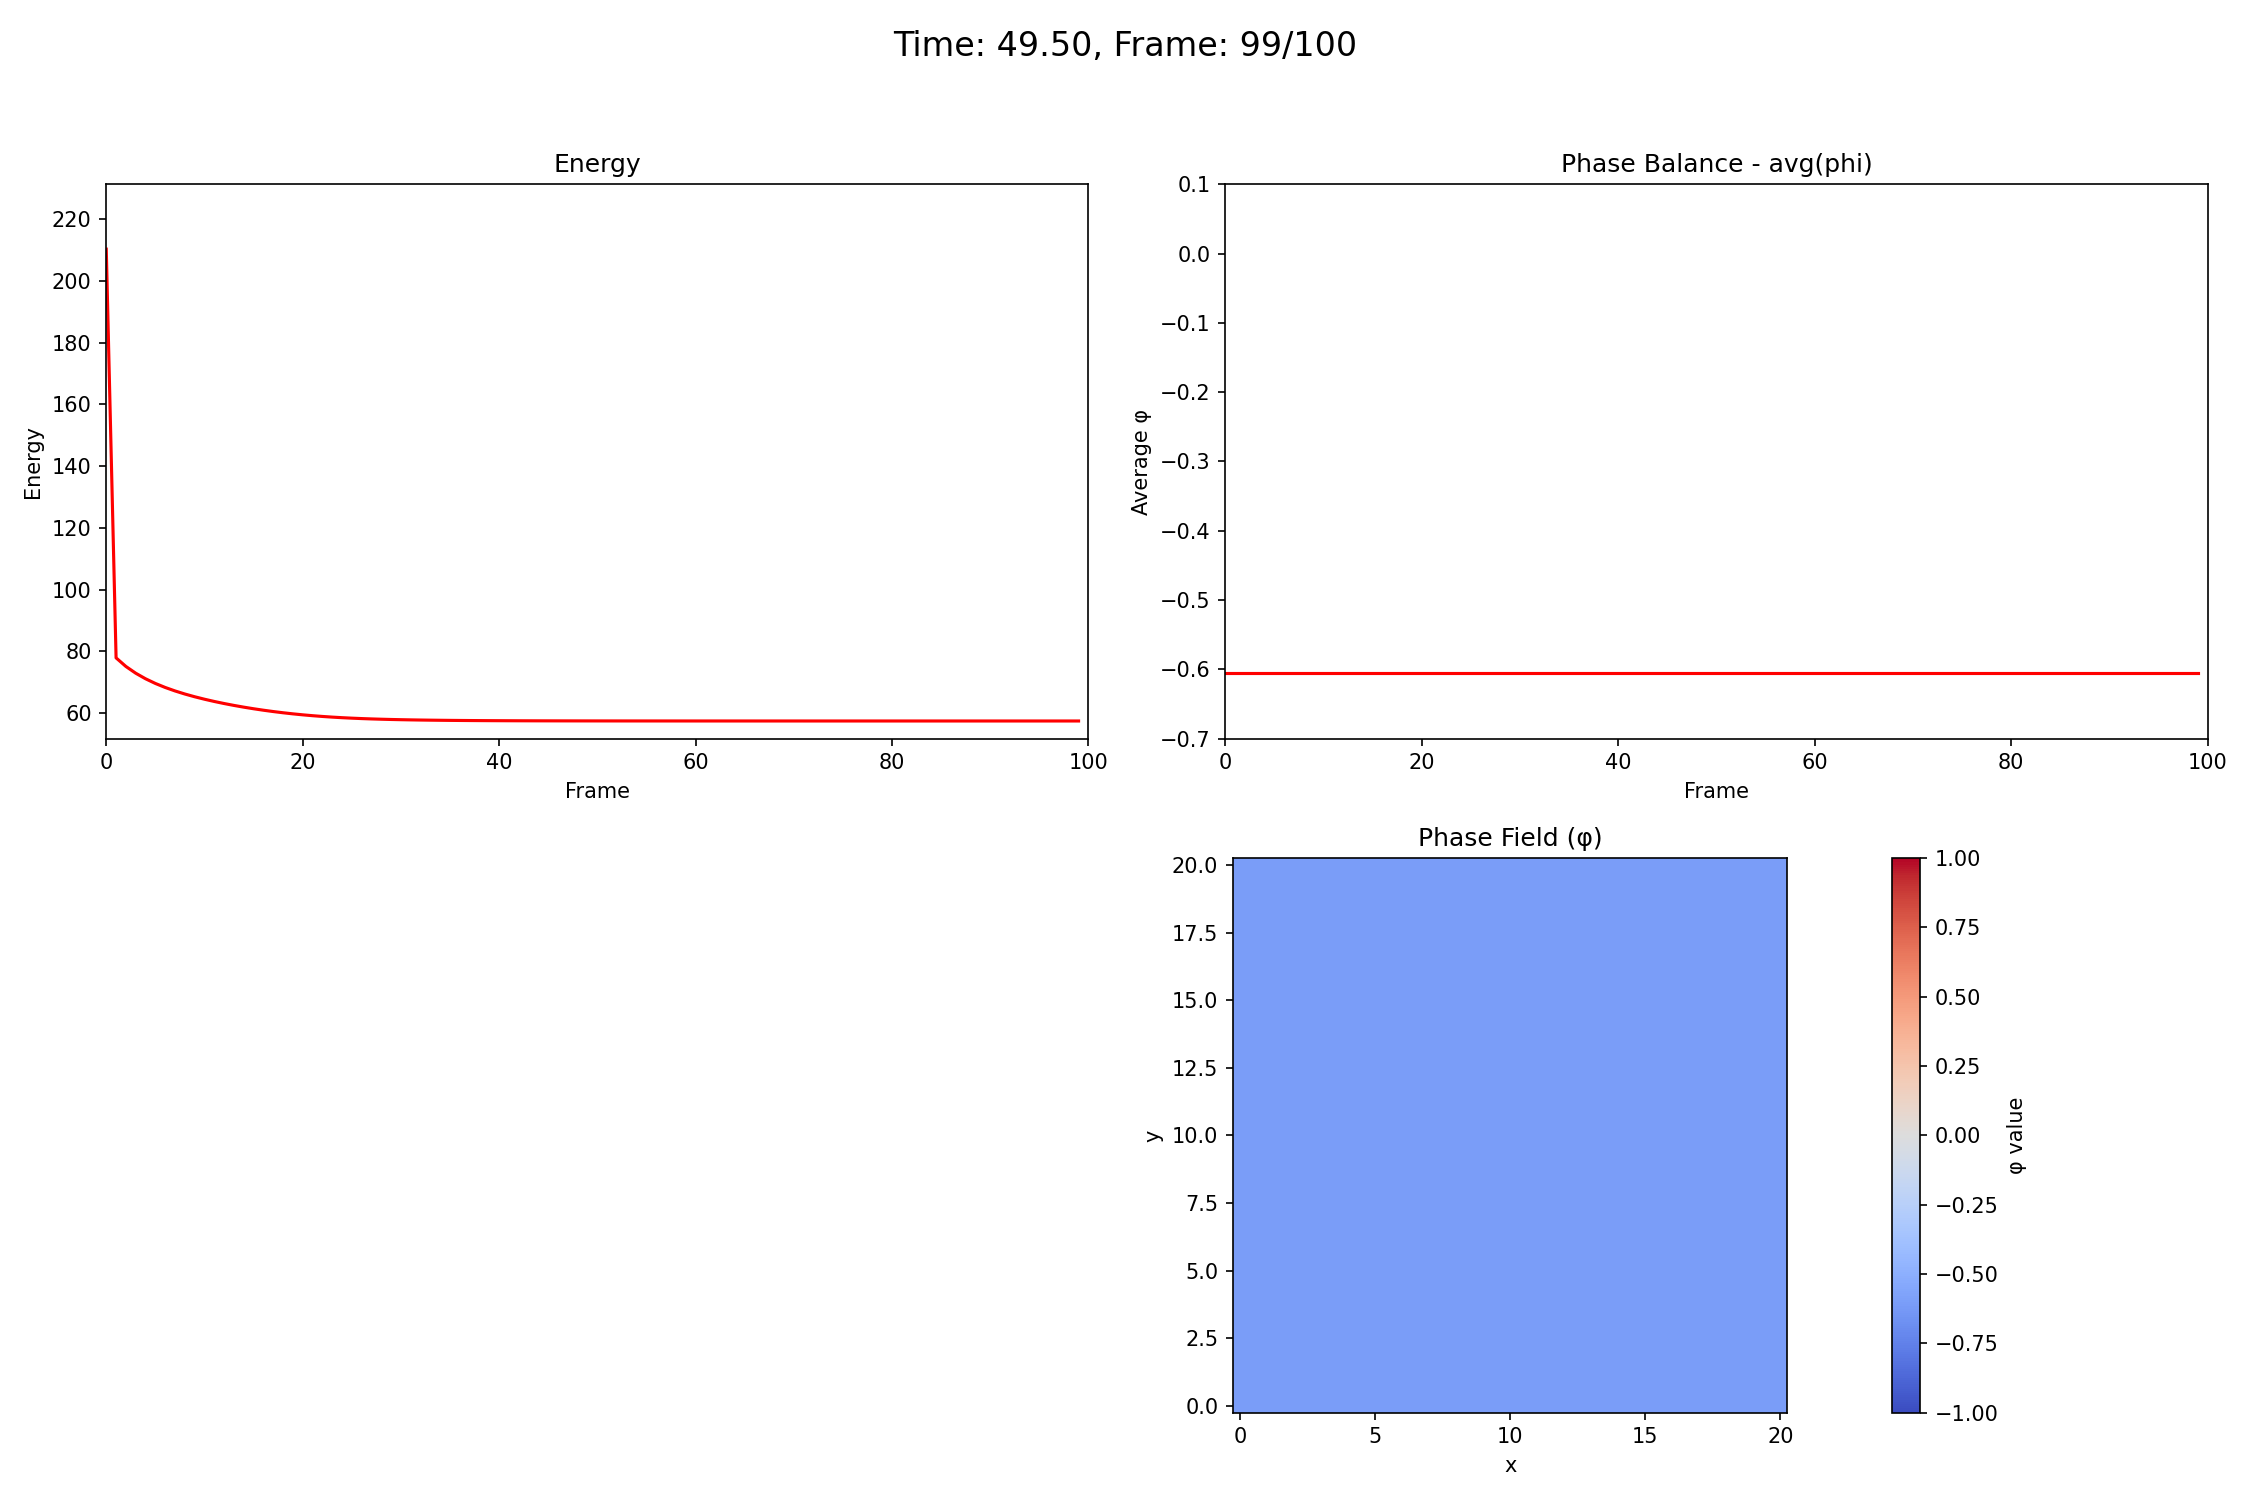 Time: 49.50, Frame: 99/100
Energy
220
200
180
160
140
120
100
80
60
Energy
0 20 40 60 80 100
Frame
Phase Balance - avg(phi)
0.1
0.0
−0.1
−0.2
−0.3
−0.4
−0.5
−0.6
−0.7
Average φ
0 20 40 60 80 100
Frame
Phase Field (φ)
20.0
17.5
15.0
12.5
10.0
7.5
5.0
2.5
0.0
y
0 5 10 15 20
x
1.00
0.75
0.50
0.25
0.00
−0.25
−0.50
−0.75
−1.00
φ value